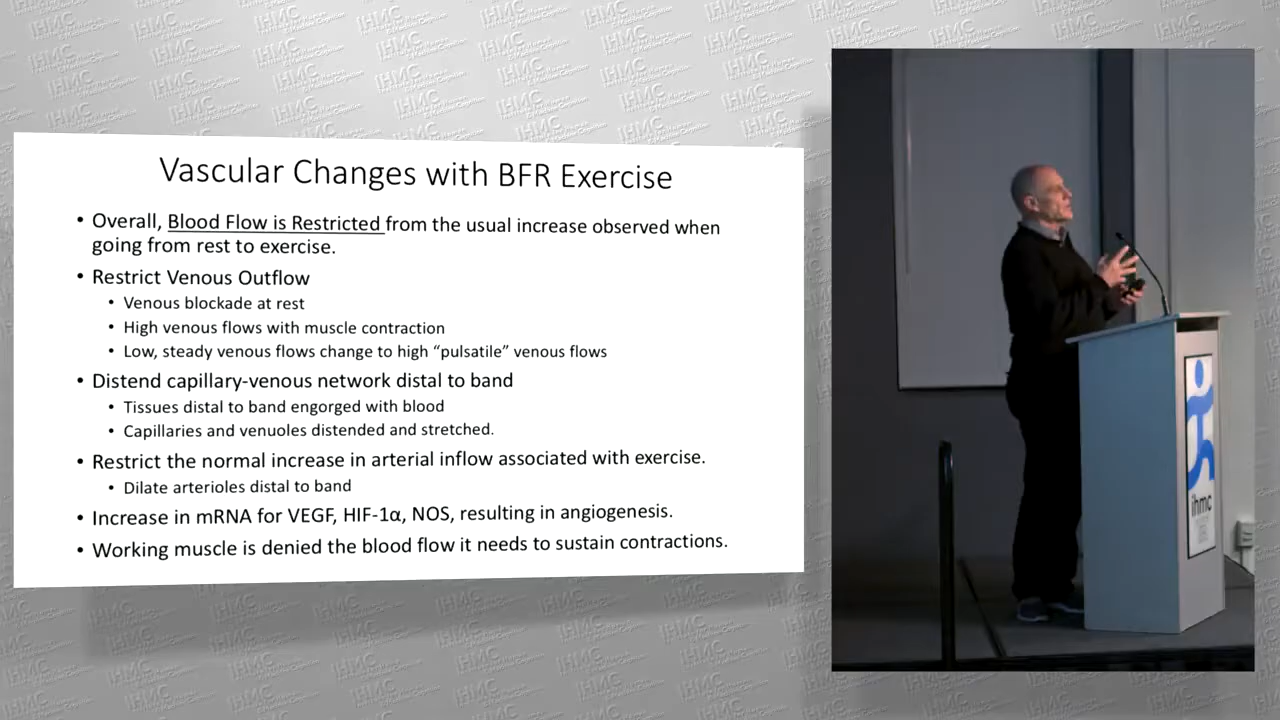 Vascular Changes with BFR Exercise
• Overall, Blood Flow is Restricted from the usual increase observed when
going from rest to exercise.
• Restrict Venous Outflow
• Venous blockade at rest
• High venous flows with muscle contraction
• Low, steady venous flows change to high “pulsatile” venous flows
• Distend capillary-venous network distal to band
• Tissues distal to band engorged with blood
• Capillaries and venuoles distended and stretched.
• Restrict the normal increase in arterial inflow associated with exercise.
• Dilate arterioles distal to band
• Increase in mRNA for VEGF, HIF-1α, NOS, resulting in angiogenesis.
• Working muscle is denied the blood flow it needs to sustain contractions.
ihmc
IHMC